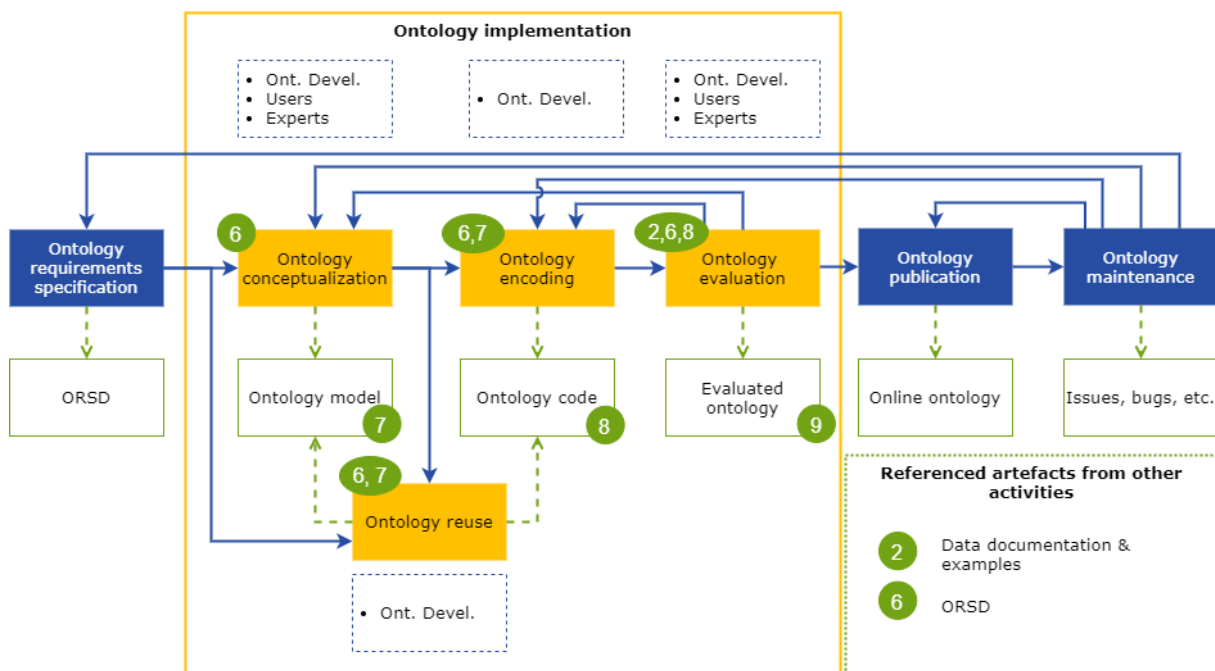 Ontology implementation
• Ont. Devel.
• Users
• Experts
• Ont. Devel.
• Ont. Devel.
• Users
• Experts
6
6,7
2,6,8
Ontology
requirements
specification
Ontology
conceptualization
Ontology
encoding
Ontology
evaluation
Ontology
publication
Ontology
maintenance
ORSD
Ontology model
7
Ontology code
8
Evaluated
ontology
9
Online ontology
Issues, bugs, etc.
6, 7
Ontology reuse
• Ont. Devel.
Referenced artefacts from other
activities
2
Data documentation &
examples
6
ORSD